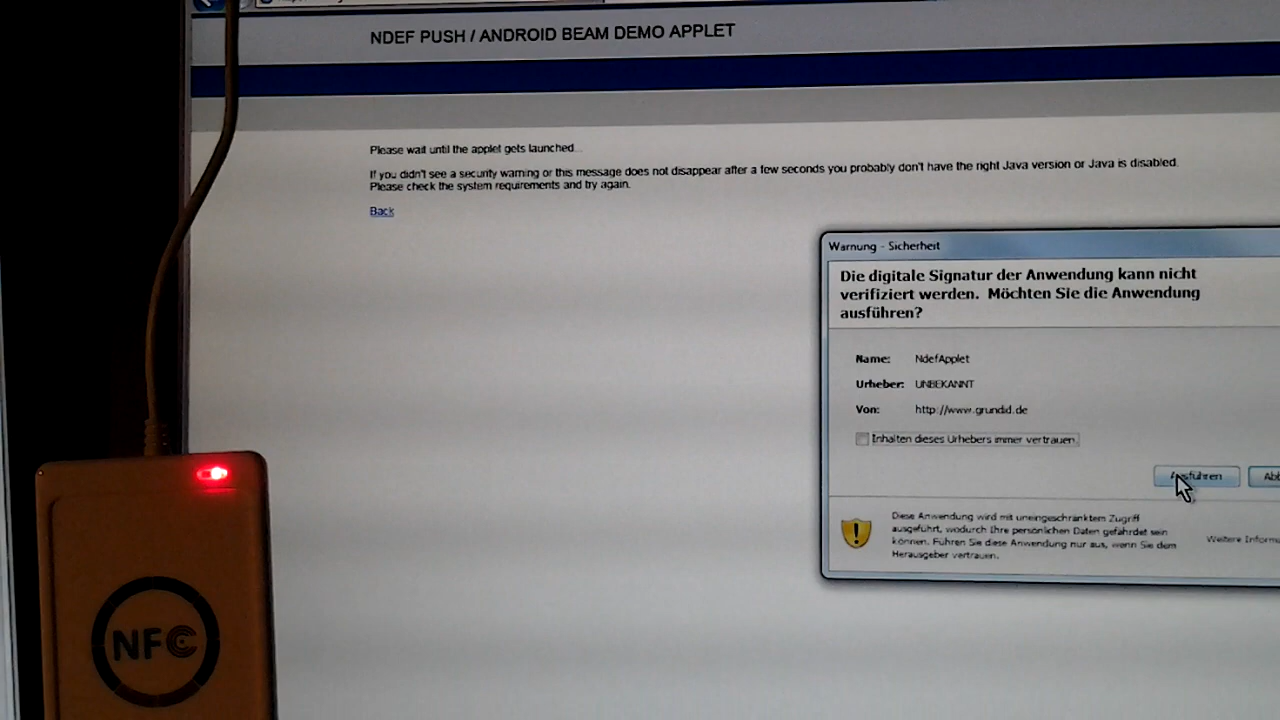 NDEF PUSH / ANDROID BEAM DEMO APPLET
Please wait until the applet gets launched...
If you didn't see a security warning or this message does not disappear after a few seconds you probably don't have the right Java version or Java is disabled.
Please check the system requirements and try again.
Back
Warnung - Sicherheit
Die digitale Signatur der Anwendung kann nicht
verifiziert werden. Möchten Sie die Anwendung
ausführen?
Name: NdefApplet
Urheber: UNBEKANNT
Von: http://www.grundid.de
Inhalten dieses Urhebers immer vertrauen.
Ausführen
Diese Anwendung wird mit uneingeschränktem Zugriff
ausgeführt, wodurch Ihre persönlichen Daten gefährdet sein
können. Führen Sie diese Anwendung nur aus, wenn Sie dem
Herausgeber vertrauen.
Weitere
NFC